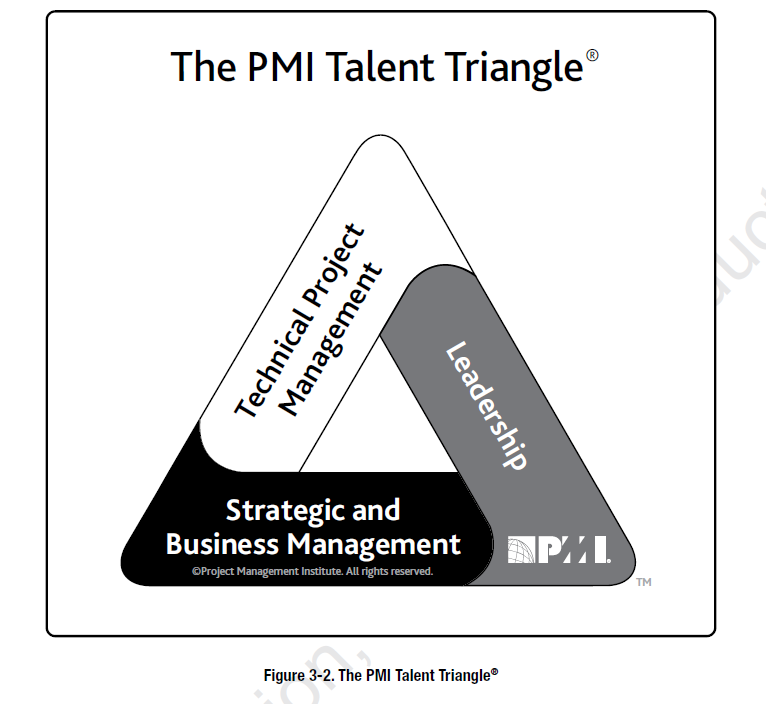 The PMI Talent Triangle®
Technical Project
Management
Leadership
Strategic and
Business Management
©Project Management Institute. All rights reserved.
PMI®
TM
Figure 3-2. The PMI Talent Triangle®